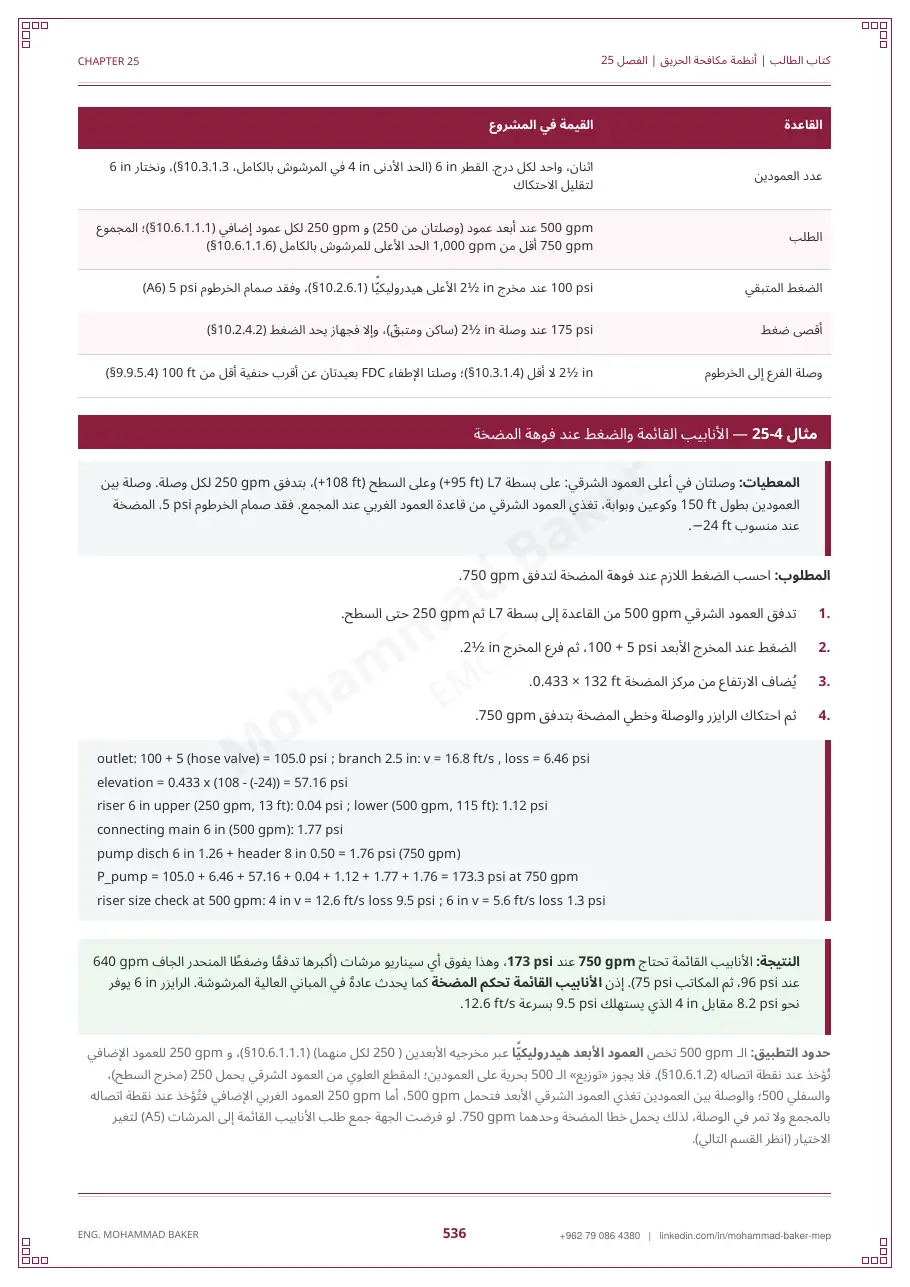 كتاب الطالب | أنظمة مكافحة الحريق | الفصل 25
CHAPTER 25
القاعدة
القيمة في المشروع
عدد العمودين
اثنان، واحد لكل درج. القطر 6 in (الحد الأدنى 4 in في المرشوش بالكامل، §10.3.1.3)، ونختار 6 in
لتقليل الاحتكاك
الطلب
500 gpm عند أبعد عمود (وصلتان من 250) و 250 gpm لكل عمود إضافي (§10.6.1.1.1)؛ المجموع
750 gpm أقل من 1,000 gpm الحد الأعلى للمرشوش بالكامل (§10.6.1.1.6)
الضغط المتبقي
100 psi عند مخرج 2½ in الأعلى هيدروليكيًّا (§10.2.6.1)، وفقد صمام الخرطوم 5 psi (A6)
أقصى ضغط
175 psi عند وصلة 2½ in (ساكن ومتبقّ)، وإلا فجهاز يحد الضغط (§10.2.4.2)
وصلة الفرع إلى الخرطوم
2½ in لا أقل (§10.3.1.4)؛ وصلتا الإطفاء FDC بعيدتان عن أقرب حنفية أقل من 100 ft (§9.9.5.4)
مثال 4-25 — الأنابيب القائمة والضغط عند فوهة المضخة
المعطيات: وصلتان في أعلى العمود الشرقي: على بسطة L7 (+95 ft) وعلى السطح (+108 ft)، بتدفق 250 gpm لكل وصلة. وصلة بين
العمودين بطول 150 ft وكوعين وبوابة، تغذي العمود الشرقي من قاعدة العمود الغربي عند المجمع. فقد صمام الخرطوم 5 psi. المضخة
عند منسوب −24 ft.
المطلوب: احسب الضغط اللازم عند فوهة المضخة لتدفق 750 gpm.
1. تدفق العمود الشرقي 500 gpm من القاعدة إلى بسطة L7 ثم 250 gpm حتى السطح.
2. الضغط عند المخرج الأبعد 100 + 5 psi، ثم فرع المخرج 2½ in.
3. يُضاف الارتفاع من مركز المضخة 0.433 × 132 ft.
4. ثم احتكاك الرايزر والوصلة وخطي المضخة بتدفق 750 gpm.
outlet: 100 + 5 (hose valve) = 105.0 psi ; branch 2.5 in: v = 16.8 ft/s , loss = 6.46 psi
elevation = 0.433 x (108 - (-24)) = 57.16 psi
riser 6 in upper (250 gpm, 13 ft): 0.04 psi ; lower (500 gpm, 115 ft): 1.12 psi
connecting main 6 in (500 gpm): 1.77 psi
pump disch 6 in 1.26 + header 8 in 0.50 = 1.76 psi (750 gpm)
P_pump = 105.0 + 6.46 + 57.16 + 0.04 + 1.12 + 1.77 + 1.76 = 173.3 psi at 750 gpm
riser size check at 500 gpm: 4 in v = 12.6 ft/s loss 9.5 psi ; 6 in v = 5.6 ft/s loss 1.3 psi
النتيجة: الأنابيب القائمة تحتاج 750 gpm عند 173 psi، وهذا يفوق أي سيناريو مرشات (أكبرها تدفقًا وضغطًا المنحدر الجاف 640 gpm
عند 96 psi، ثم المكاتب 75 psi). إذن الأنابيب القائمة تحكم المضخة كما يحدث عادةً في المباني العالية المرشوشة. الرايزر 6 in يوفر
نحو 8.2 psi مقابل 4 in الذي يستهلك 9.5 psi بسرعة 12.6 ft/s.
حدود التطبيق: الـ 500 gpm تخص العمود الأبعد هيدروليكيًّا عبر مخرجيه الأبعدين ( 250 لكل منهما) (§10.6.1.1.1)، و 250 gpm للعمود الإضافي
تُؤخذ عند نقطة اتصاله (§10.6.1.2). فلا يجوز «توزيع» الـ 500 بحرية على العمودين؛ المقطع العلوي من العمود الشرقي يحمل 250 (مخرج السطح)،
والسفلي 500؛ والوصلة بين العمودين تغذي العمود الشرقي الأبعد فتحمل 500 gpm، أما 250 gpm العمود الغربي الإضافي فتُؤخذ عند نقطة اتصاله
بالمجمع ولا تمر في الوصلة، لذلك يحمل خطا المضخة وحدهما 750 gpm. لو فرضت الجهة جمع طلب الأنابيب القائمة إلى المرشات (A5) لتغير
الاختيار (انظر القسم التالي).
Mohammad Baker
EMCE
ENG. MOHAMMAD BAKER
536
+962 79 086 4380 | linkedin.com/in/mohammad-baker-mep